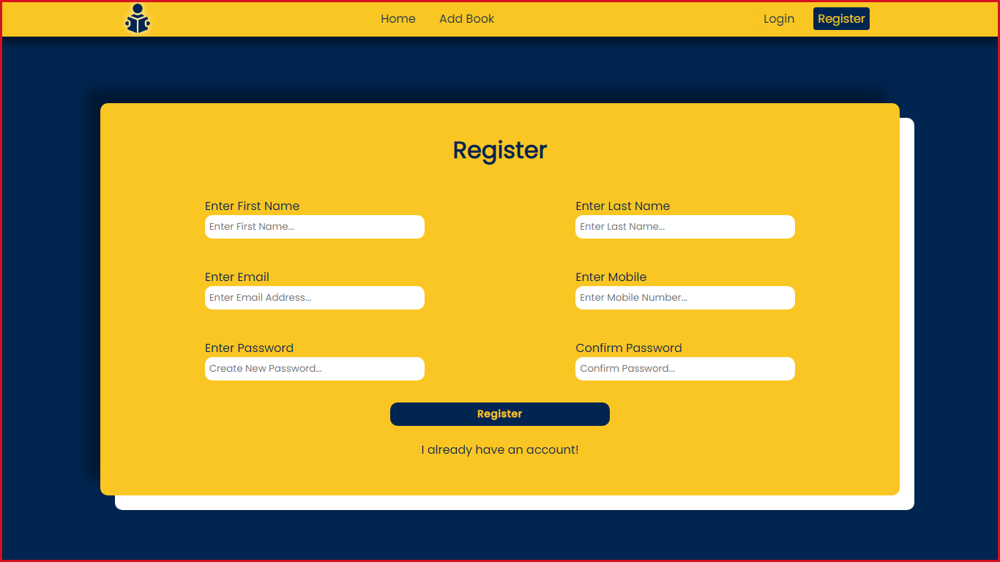 Home Add Book Login Register
Register
Enter First Name Enter Last Name
Enter First Name... Enter Last Name...
Enter Email Enter Mobile
Enter Email Address... Enter Mobile Number...
Enter Password Confirm Password
Create New Password... Confirm Password...
Register
I already have an account!